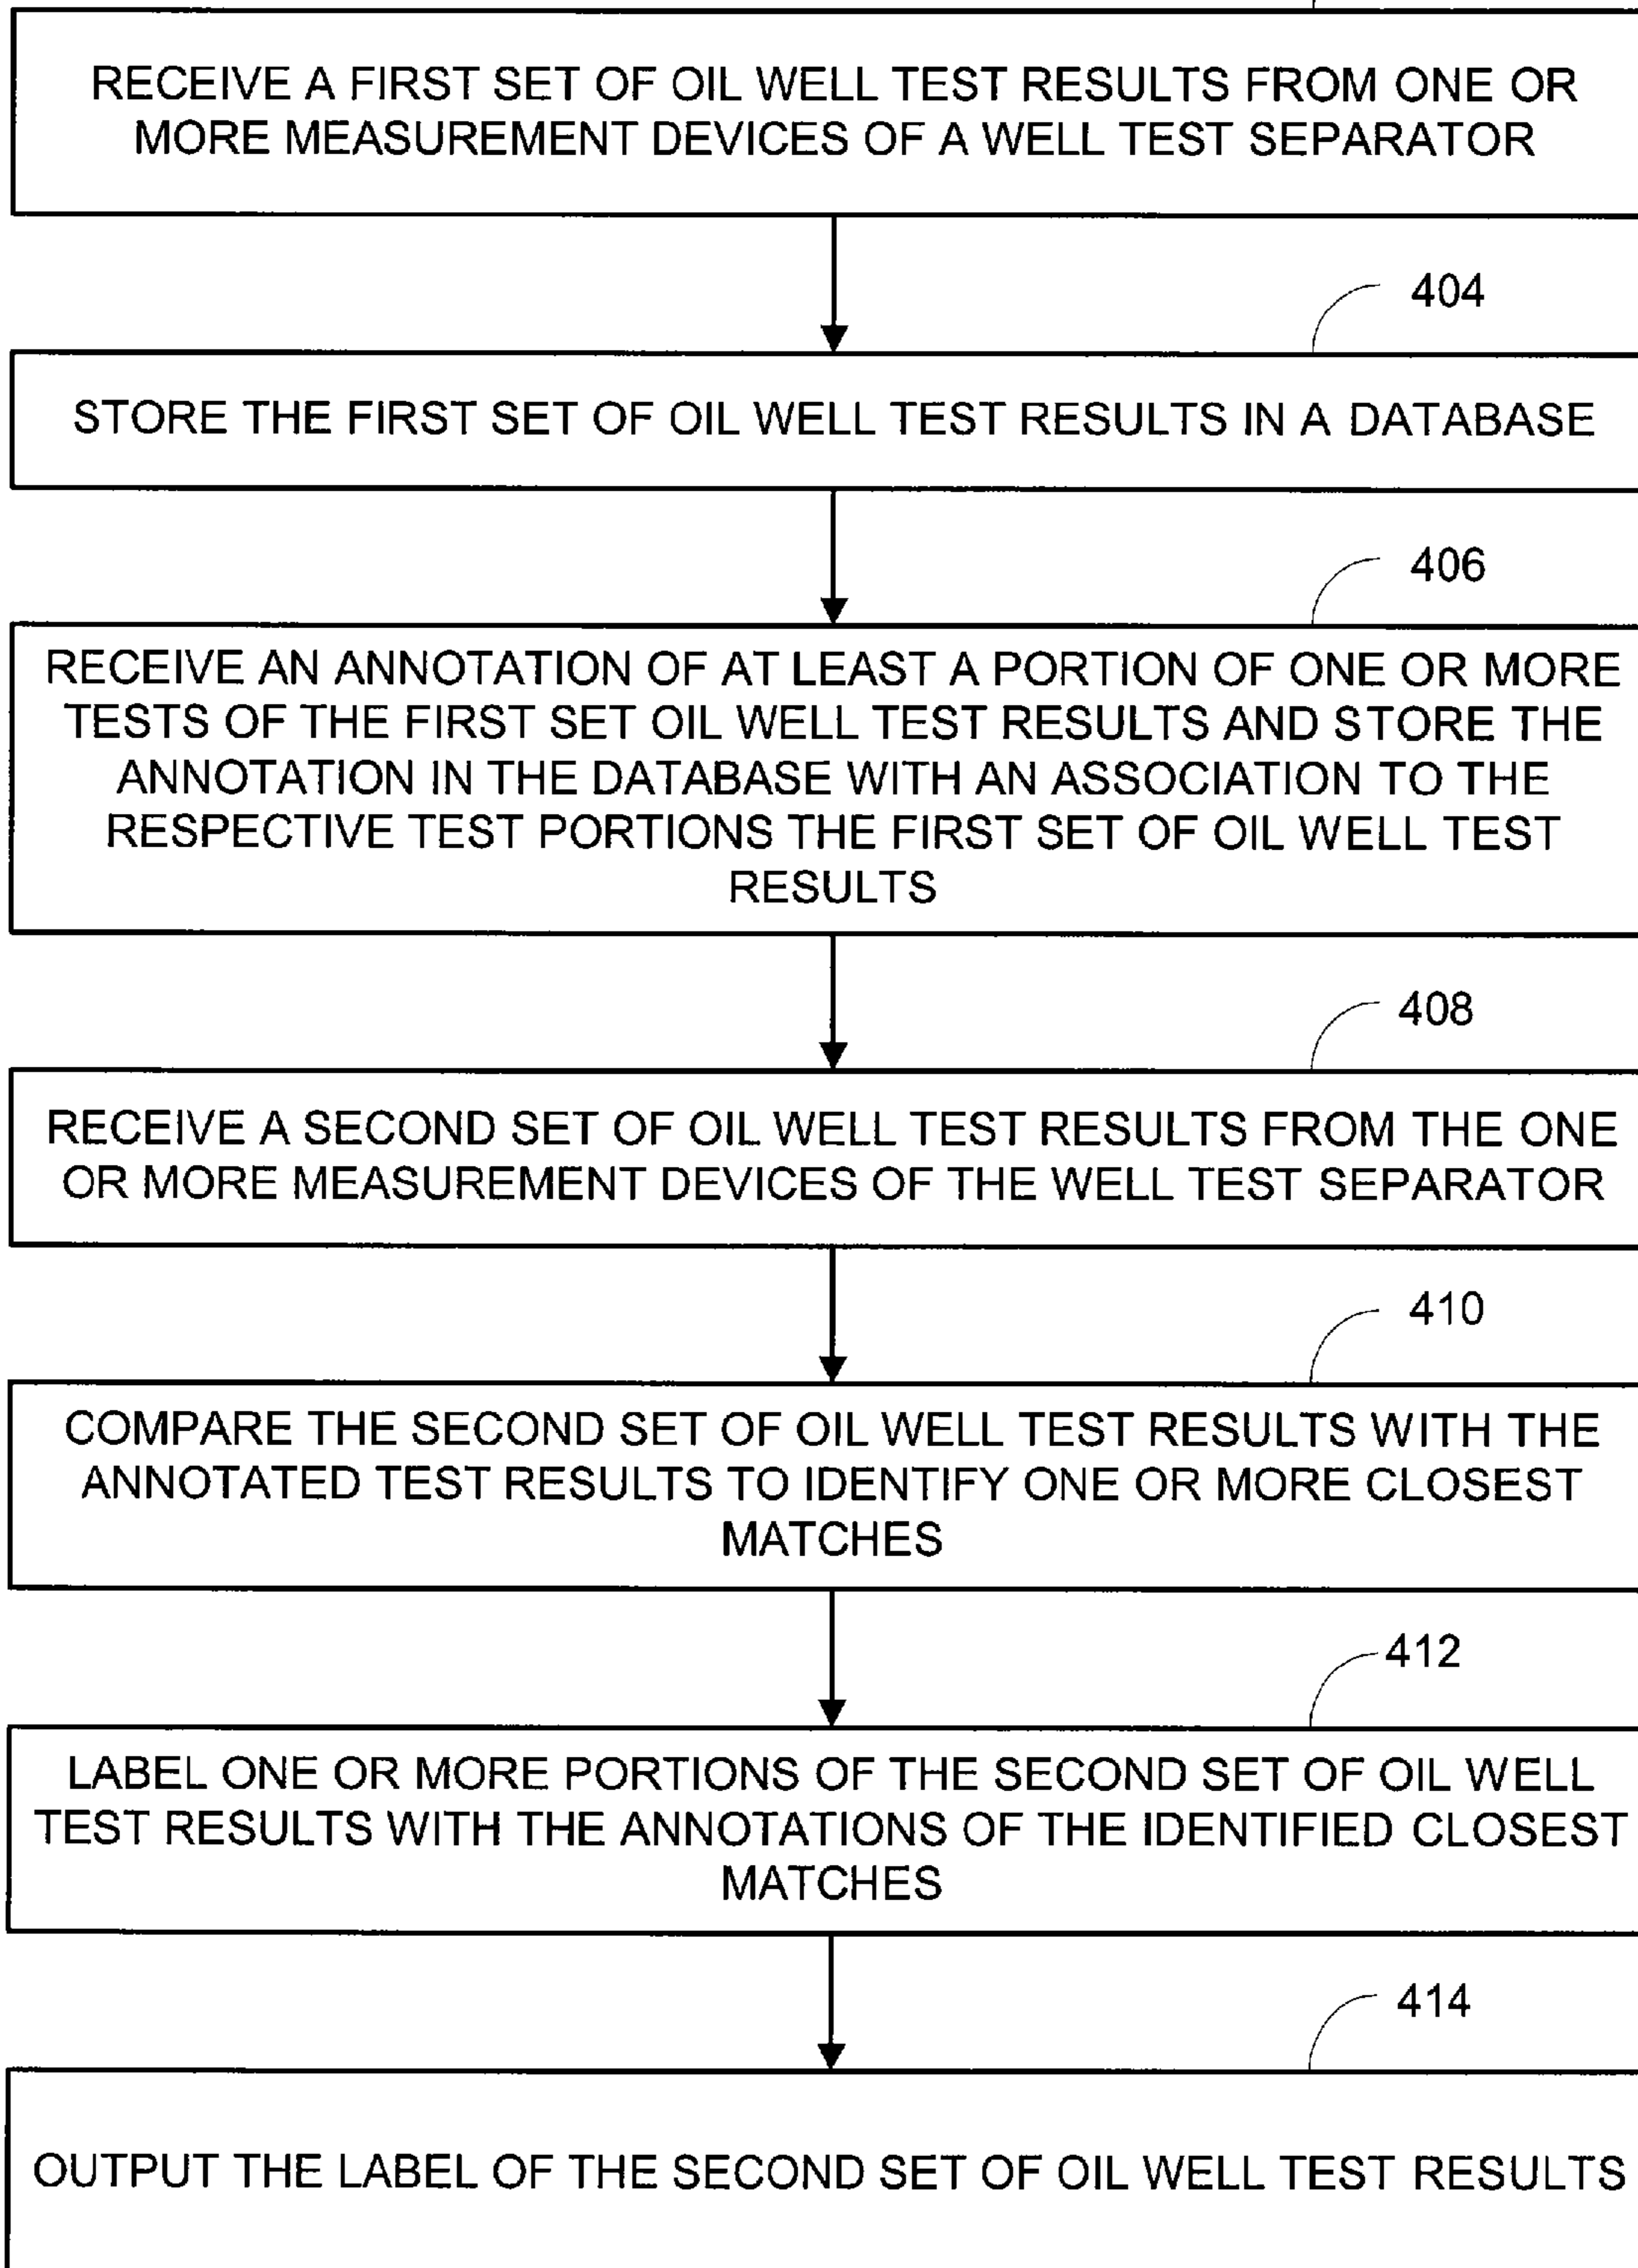 RECEIVE A FIRST SET OF OIL WELL TEST RESULTS FROM ONE OR
MORE MEASUREMENT DEVICES OF A WELL TEST SEPARATOR
404
STORE THE FIRST SET OF OIL WELL TEST RESULTS IN A DATABASE
406
RECEIVE AN ANNOTATION OF AT LEAST A PORTION OF ONE OR MORE
TESTS OF THE FIRST SET OIL WELL TEST RESULTS AND STORE THE
ANNOTATION IN THE DATABASE WITH AN ASSOCIATION TO THE
RESPECTIVE TEST PORTIONS THE FIRST SET OF OIL WELL TEST
RESULTS
408
RECEIVE A SECOND SET OF OIL WELL TEST RESULTS FROM THE ONE
OR MORE MEASUREMENT DEVICES OF THE WELL TEST SEPARATOR
410
COMPARE THE SECOND SET OF OIL WELL TEST RESULTS WITH THE
ANNOTATED TEST RESULTS TO IDENTIFY ONE OR MORE CLOSEST
MATCHES
412
LABEL ONE OR MORE PORTIONS OF THE SECOND SET OF OIL WELL
TEST RESULTS WITH THE ANNOTATIONS OF THE IDENTIFIED CLOSEST
MATCHES
414
OUTPUT THE LABEL OF THE SECOND SET OF OIL WELL TEST RESULTS